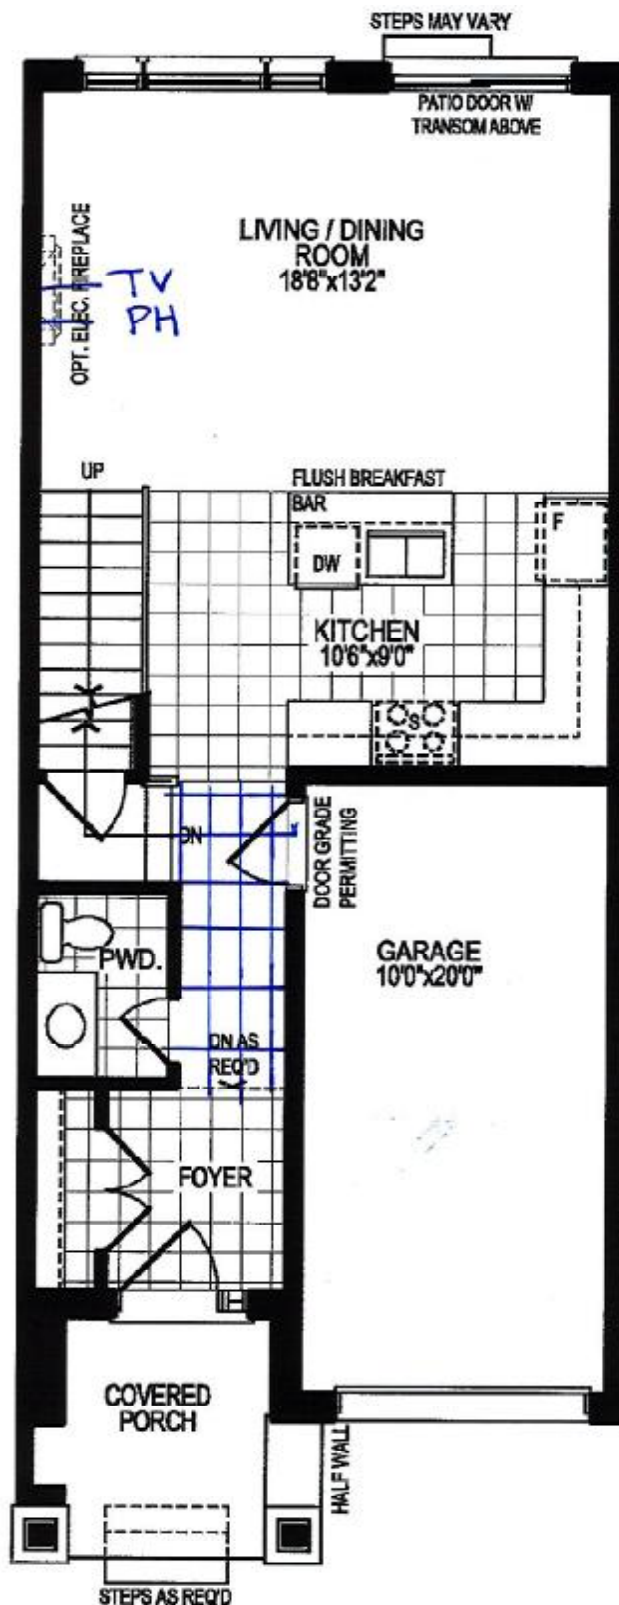 STEPS MAY VARY
PATIO DOOR W/
TRANSOM ABOVE
LIVING / DINING
ROOM
18'8"x13'2"
OPT. ELEC. FIREPLACE
TV
PH
UP
FLUSH BREAKFAST
BAR
F
DW
KITCHEN
10'6"x9'0"
S
DN
DOOR GRADE
PERMITTING
PWD.
GARAGE
10'0"x20'0"
DN AS
REQ'D
FOYER
COVERED
PORCH
HALF WALL
STEPS AS REQ'D